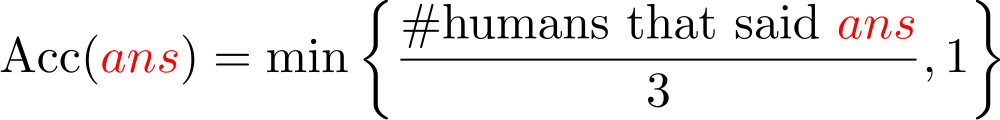 Acc(ans) = min { #humans that said ans / 3 , 1 }